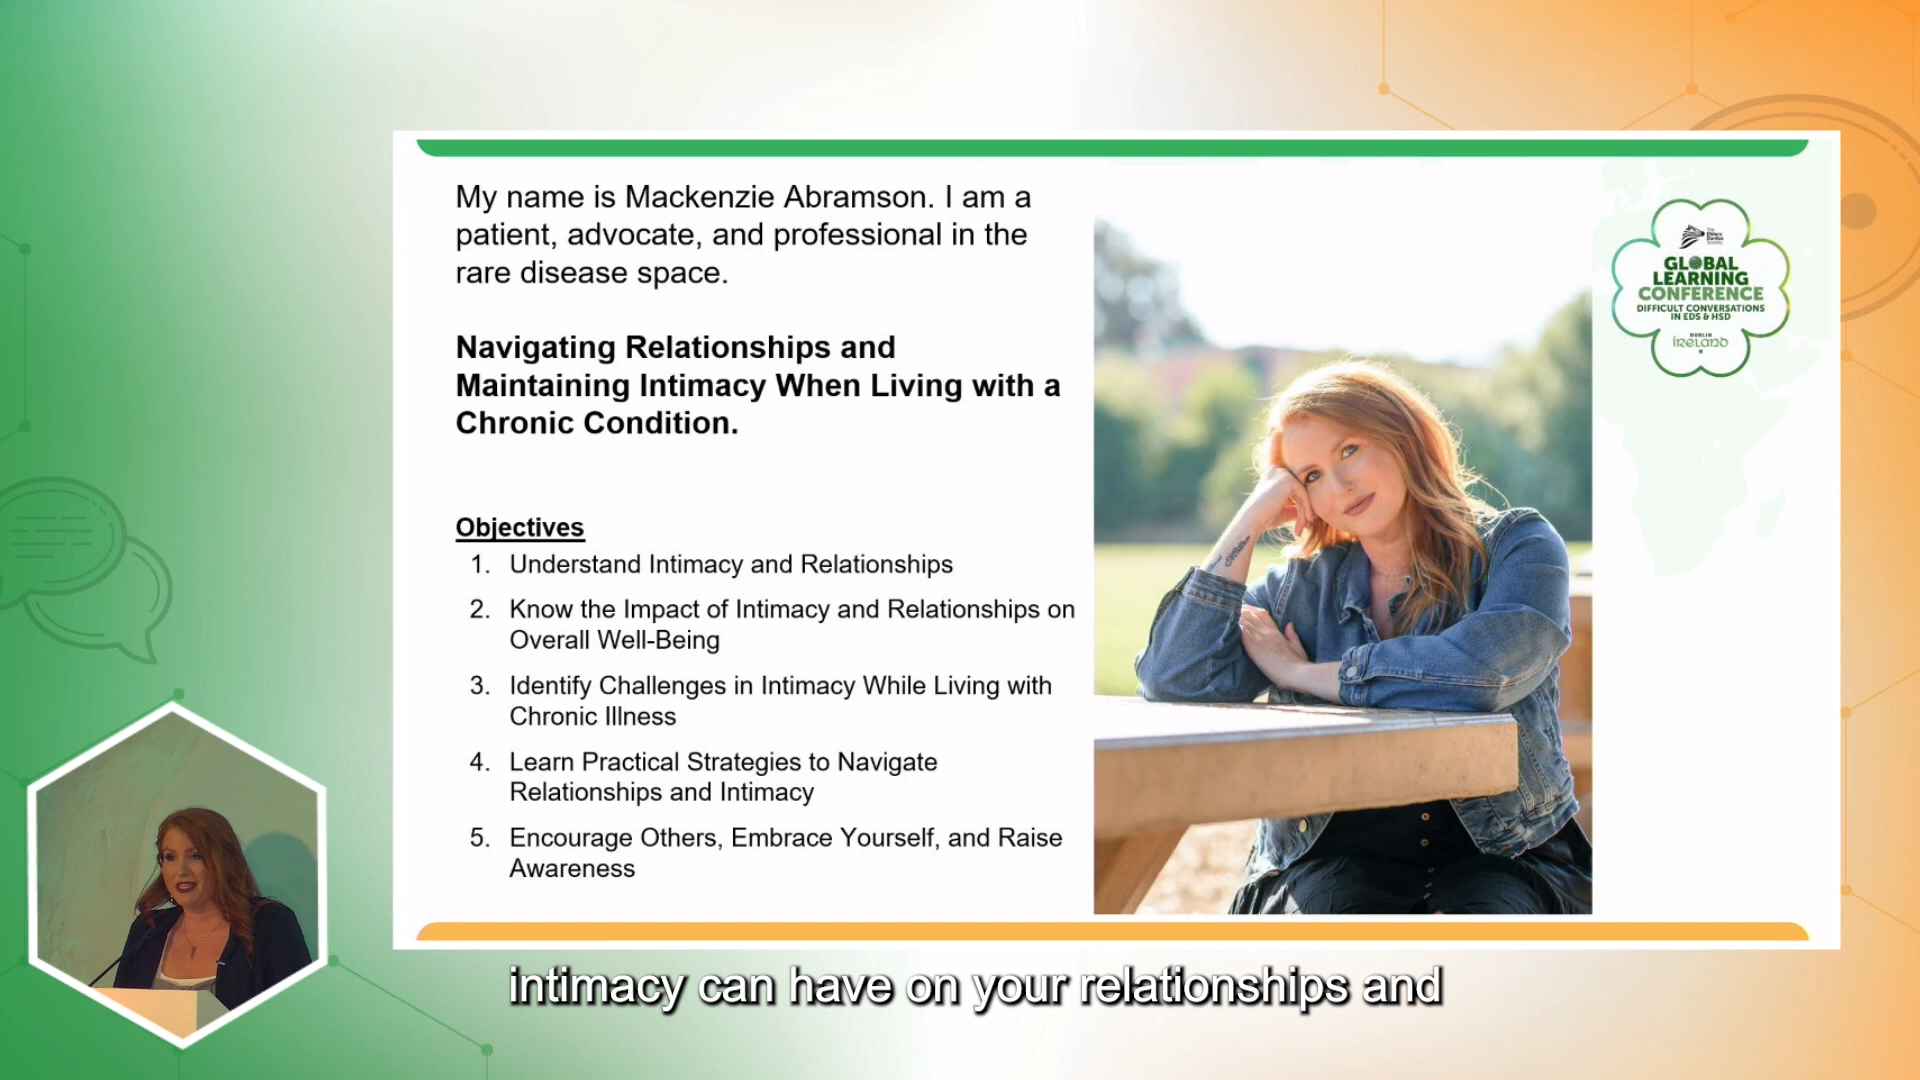 My name is Mackenzie Abramson. I am a
patient, advocate, and professional in the
rare disease space.
Navigating Relationships and
Maintaining Intimacy When Living with a
Chronic Condition.
Objectives
1. Understand Intimacy and Relationships
2. Know the Impact of Intimacy and Relationships on
Overall Well-Being
3. Identify Challenges in Intimacy While Living with
Chronic Illness
4. Learn Practical Strategies to Navigate
Relationships and Intimacy
5. Encourage Others, Embrace Yourself, and Raise
Awareness
The
Ehlers
Danlos
Society
GLOBAL
LEARNING
CONFERENCE
DIFFICULT CONVERSATIONS
IN EDS & HSD
DUBLIN
IRELAND
intimacy can have on your relationships and